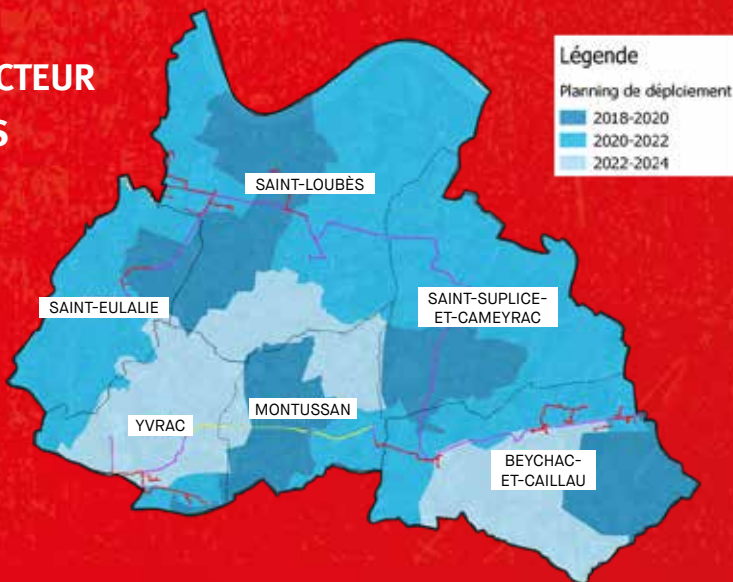 CTEUR
S
Légende
Planning de déploiement
2018-2020
2020-2022
2022-2024
SAINT-LOUBÈS
SAINT-EULALIE
SAINT-SUPLICE-
ET-CAMEYRAC
MONTUSSAN
YVRAC
BEYCHAC-
ET-CAILLAU